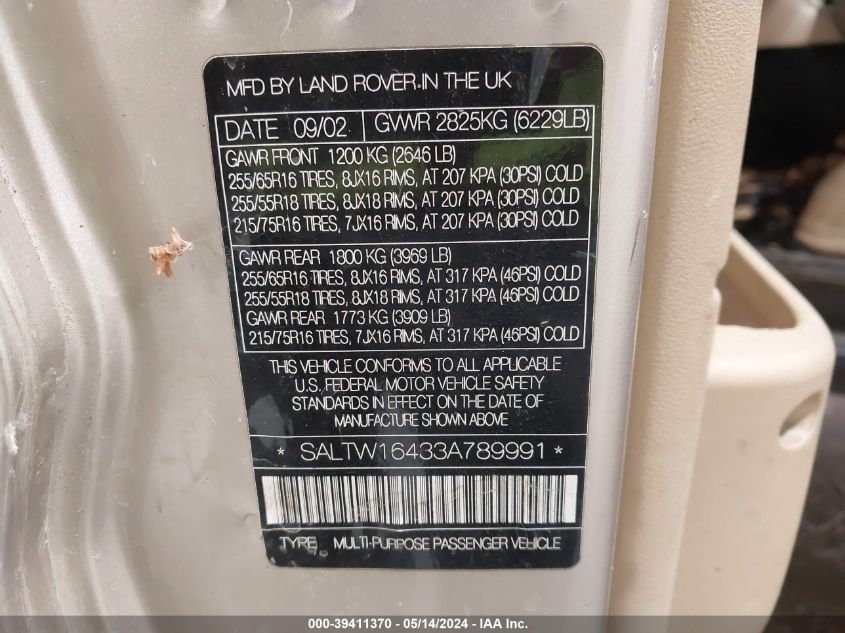 MFD BY LAND ROVER IN THE UK
DATE 09/02 GVWR 2825KG (6229LB)
GAWR FRONT 1200 KG (2646 LB)
255/65R16 TIRES, 8JX16 RIMS, AT 207 KPA (30PSI) COLD
255/55R18 TIRES, 8JX18 RIMS, AT 207 KPA (30PSI) COLD
215/75R16 TIRES, 7JX16 RIMS, AT 207 KPA (30PSI) COLD
GAWR REAR 1800 KG (3969 LB)
255/65R16 TIRES, 8JX16 RIMS, AT 317 KPA (46PSI) COLD
255/55R18 TIRES, 8JX18 RIMS, AT 317 KPA (46PSI) COLD
GAWR REAR 1773 KG (3909 LB)
215/75R16 TIRES, 7JX16 RIMS, AT 317 KPA (46PSI) COLD
THIS VEHICLE CONFORMS TO ALL APPLICABLE
U.S. FEDERAL MOTOR VEHICLE SAFETY
STANDARDS IN EFFECT ON THE DATE OF
MANUFACTURE SHOWN ABOVE
* SALTW16433A789991 *
TYPE MULTI-PURPOSE PASSENGER VEHICLE
000-39411370 - 05/14/2024 - IAA Inc.